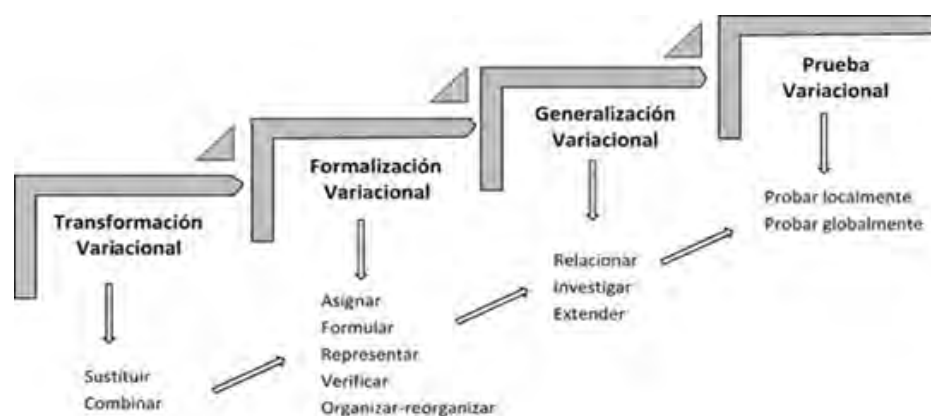 Transformación
Variacional
Sustituir
Combinar
Formalización
Variacional
Asignar
Formular
Representar
Verificar
Organizar-reorganizar
Generalización
Variacional
Relacionar
Investigar
Extender
Prueba
Variacional
Probar localmente
Probar globalmente